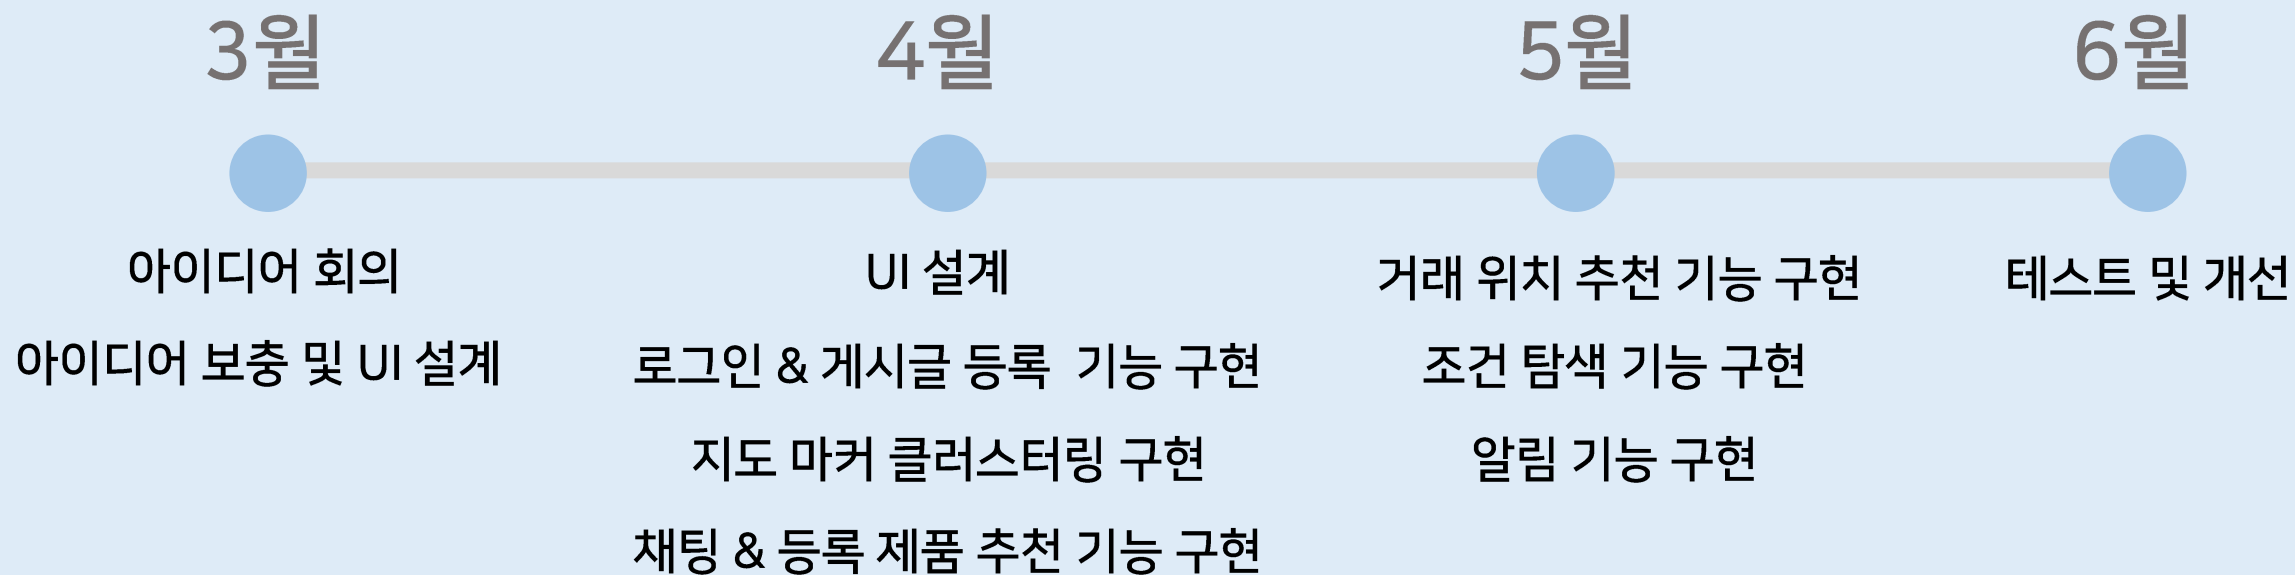 3월
아이디어 회의
아이디어 보충 및 UI 설계
4월
UI 설계
로그인 & 게시글 등록 기능 구현
지도 마커 클러스터링 구현
채팅 & 등록 제품 추천 기능 구현
5월
거래 위치 추천 기능 구현
조건 탐색 기능 구현
알림 기능 구현
6월
테스트 및 개선